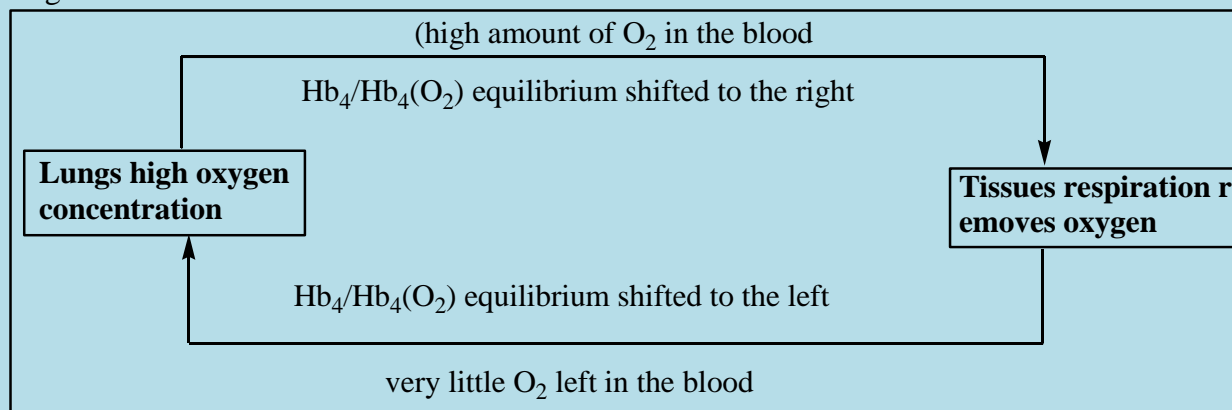 (high amount of O₂ in the blood
Hb₄/Hb₄(O₂) equilibrium shifted to the right
Lungs high oxygen
concentration
Tissues respiration r
emoves oxygen
Hb₄/Hb₄(O₂) equilibrium shifted to the left
very little O₂ left in the blood